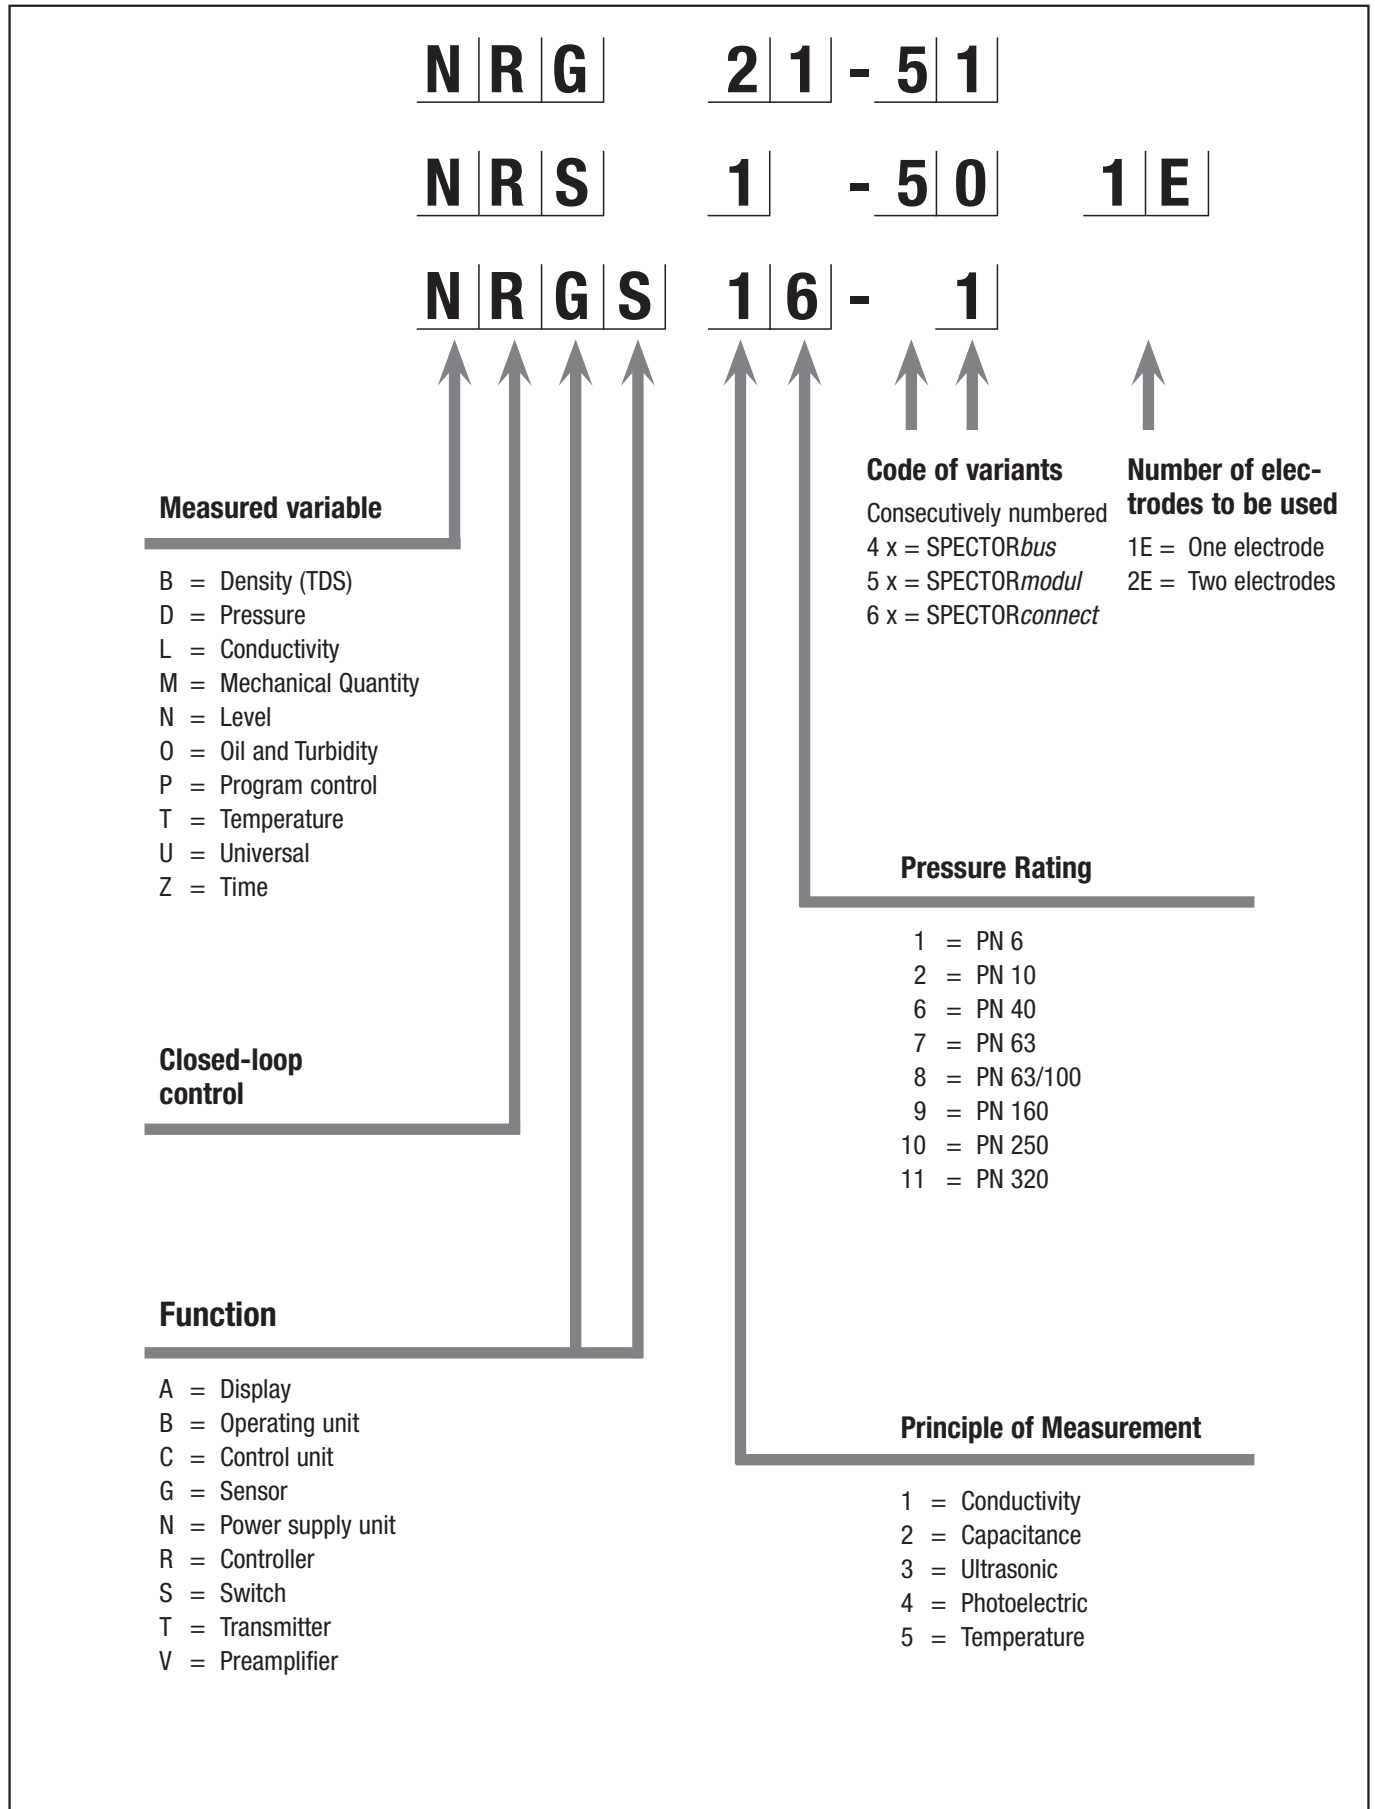 NRG 21-51
NRS 1 -50 1E
NRGS 16- 1
Measured variable
B = Density (TDS)
D = Pressure
L = Conductivity
M = Mechanical Quantity
N = Level
O = Oil and Turbidity
P = Program control
T = Temperature
U = Universal
Z = Time
Closed-loop
control
Function
A = Display
B = Operating unit
C = Control unit
G = Sensor
N = Power supply unit
R = Controller
S = Switch
T = Transmitter
V = Preamplifier
Code of variants
Consecutively numbered
4 x = SPECTORbus
5 x = SPECTORmodul
6 x = SPECTORconnect
Number of elec-
trodes to be used
1E = One electrode
2E = Two electrodes
Pressure Rating
1 = PN 6
2 = PN 10
6 = PN 40
7 = PN 63
8 = PN 63/100
9 = PN 160
10 = PN 250
11 = PN 320
Principle of Measurement
1 = Conductivity
2 = Capacitance
3 = Ultrasonic
4 = Photoelectric
5 = Temperature